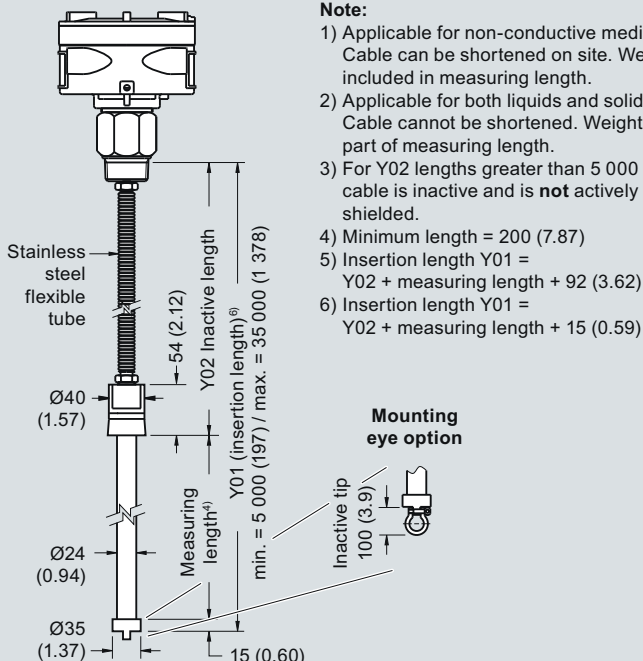 Note:
1) Applicable for non-conductive medi
Cable can be shortened on site. We
included in measuring length.
2) Applicable for both liquids and solid
Cable cannot be shortened. Weight
part of measuring length.
3) For Y02 lengths greater than 5 000
cable is inactive and is not actively
shielded.
4) Minimum length = 200 (7.87)
5) Insertion length Y01 =
Y02 + measuring length + 92 (3.62)
6) Insertion length Y01 =
Y02 + measuring length + 15 (0.59)
Stainless
steel
flexible
tube
54 (2.12)
Y02 Inactive length
Y01 (insertion length)6)
min. = 5 000 (197) / max. = 35 000 (1 378)
Ø40
(1.57)
Measuring
length4)
Ø24
(0.94)
Ø35
(1.37)
15 (0.60)
Mounting
eye option
Inactive tip
100 (3.9)